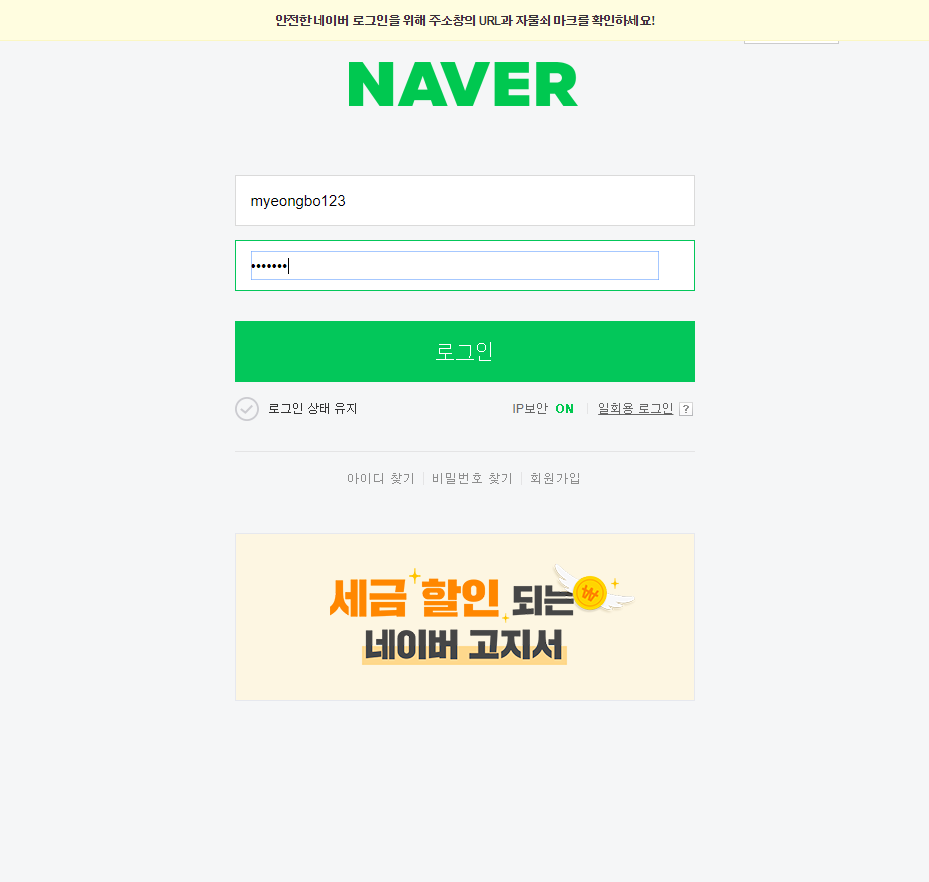 안전한 네이버 로그인을 위해 주소창의 URL과 자물쇠 마크를 확인하세요!
NAVER
myeongbo123
•••••••
로그인
로그인 상태 유지 IP보안 ON 일회용 로그인 ?
아이디 찾기 비밀번호 찾기 회원가입
세금 할인 되는
네이버 고지서